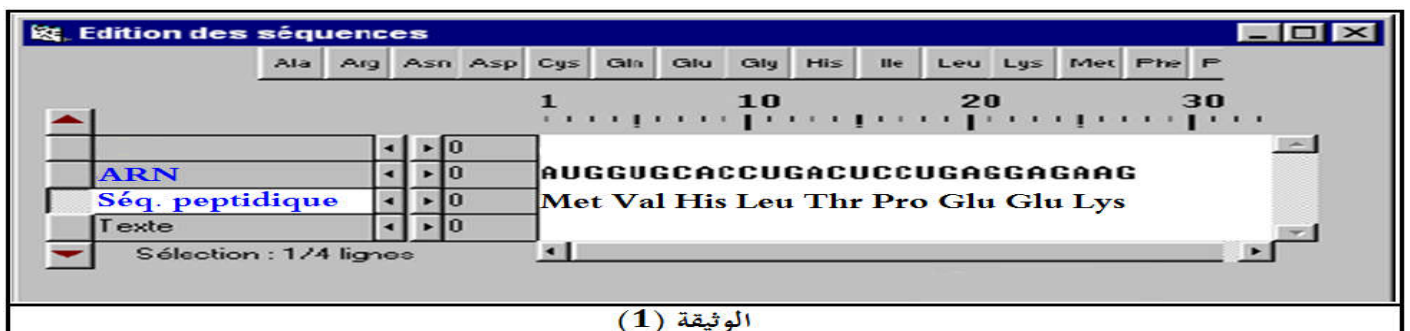 Edition des séquences
Ala Arg Asn Asp Cys Gln Glu Gly His Ile Leu Lys Met Phe P
1 10 20 30
0
ARN 0 AUGGUGCACCUGACUCCUGAGGAGAAG
Séq. peptidique 0 Met Val His Leu Thr Pro Glu Glu Lys
Texte 0
Sélection : 1/4 lignes
الوثيقة (1)